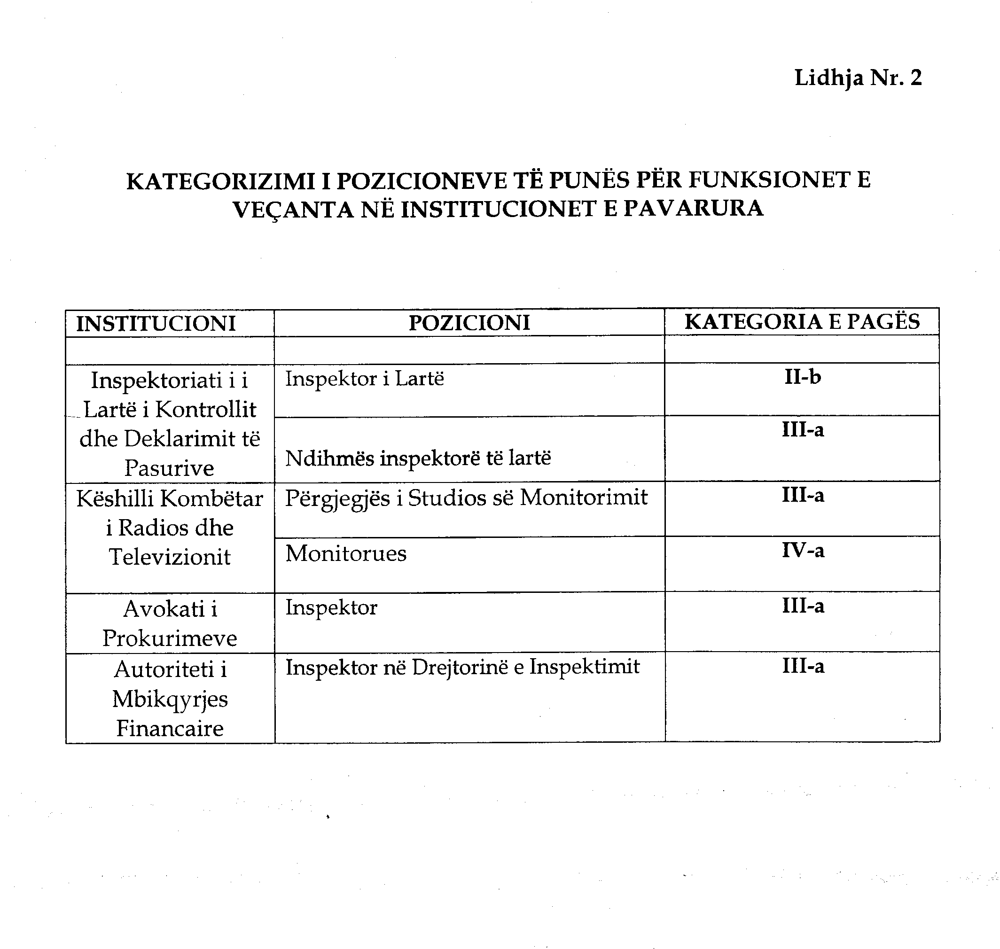 Lidhja Nr. 2
KATEGORIZIMI I POZICIONEVE TË PUNËS PËR FUNKSIONET E
VEÇANTA NË INSTITUCIONET E PAVARURA
INSTITUCIONI POZICIONI KATEGORIA E PAGËS
Inspektoriati i i
Lartë i Kontrollit
dhe Deklarimit të
Pasurive
Inspektor i Lartë II-b
Ndihmës inspektorë të lartë III-a
Këshilli Kombëtar
i Radios dhe
Televizionit
Përgjegjës i Studios së Monitorimit III-a
Monitorues IV-a
Avokati i
Prokurimeve
Inspektor III-a
Autoriteti i
Mbikqyrjes
Financaire
Inspektor në Drejtorinë e Inspektimit III-a